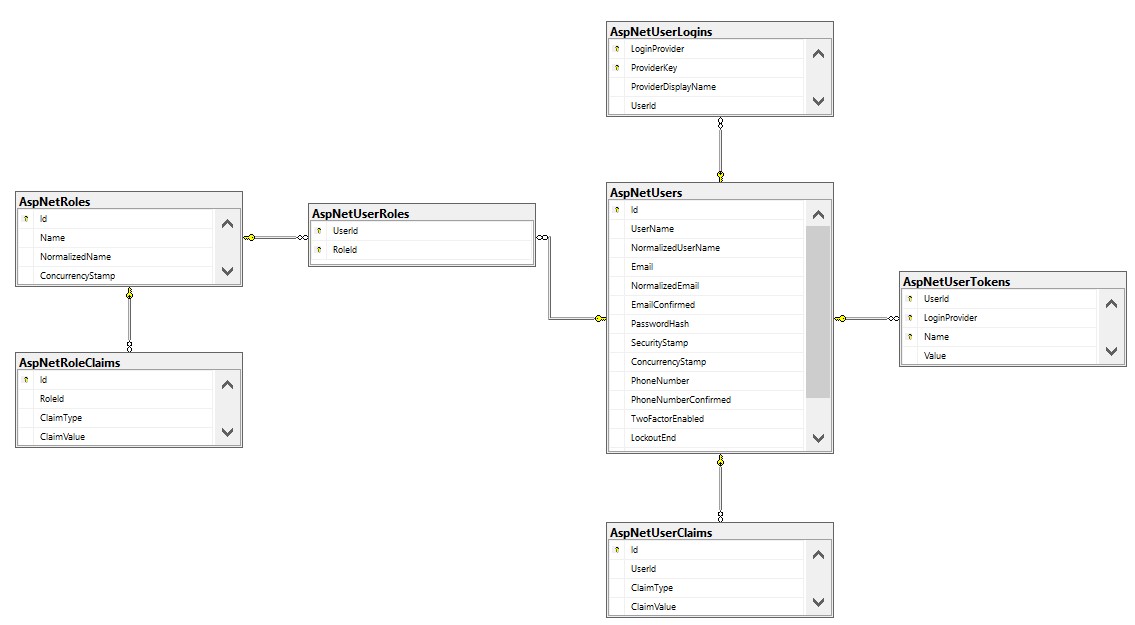 AspNetUserLogins
LoginProvider
ProviderKey
ProviderDisplayName
UserId
AspNetRoles
Id
Name
NormalizedName
ConcurrencyStamp
AspNetUserRoles
UserId
RoleId
AspNetUsers
Id
UserName
NormalizedUserName
Email
NormalizedEmail
EmailConfirmed
PasswordHash
SecurityStamp
ConcurrencyStamp
PhoneNumber
PhoneNumberConfirmed
TwoFactorEnabled
LockoutEnd
AspNetUserTokens
UserId
LoginProvider
Name
Value
AspNetRoleClaims
Id
RoleId
ClaimType
ClaimValue
AspNetUserClaims
Id
UserId
ClaimType
ClaimValue